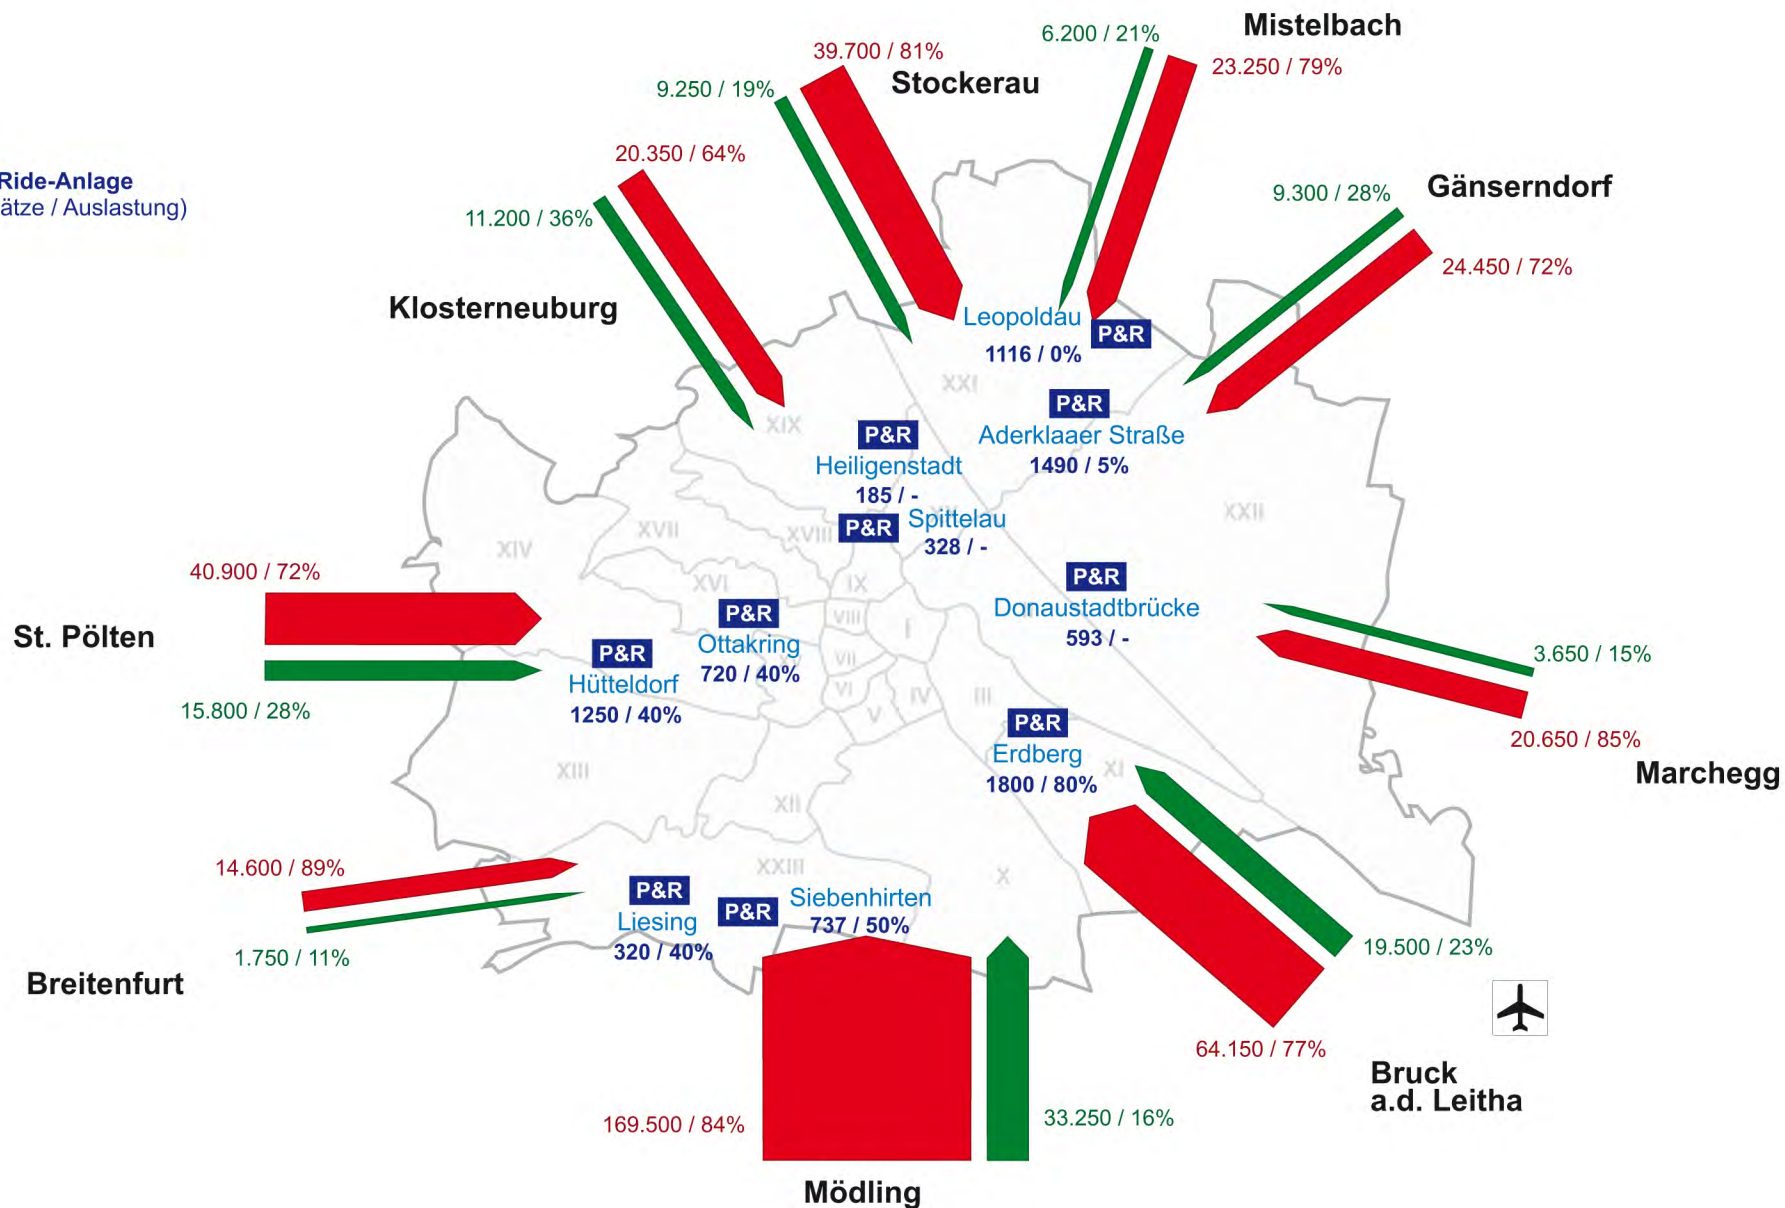 Mistelbach
6.200 / 21%
39.700 / 81%
23.250 / 79%
Stockerau
9.250 / 19%
20.350 / 64%
Ride-Anlage
ätze / Auslastung)
Gänserndorf
9.300 / 28%
11.200 / 36%
24.450 / 72%
Klosterneuburg
Leopoldau
P&R
1116 / 0%
XXI
P&R
XIX
P&R
Aderklaaer Straße
Heiligenstadt
1490 / 5%
185 / -
XXII
Spittelau
P&R
XVII
XVIII
328 / -
XIV
40.900 / 72%
P&R
XVI
IX
Donaustadtbrücke
P&R
VIII
I
St. Pölten
593 / -
Ottakring
P&R
3.650 / 15%
VII
720 / 40%
Hütteldorf
VI
IV
III
15.800 / 28%
1250 / 40%
V
P&R
20.650 / 85%
Erdberg
XIII
XI
Marchegg
1800 / 80%
XII
14.600 / 89%
XXIII
X
P&R
Siebenhirten
P&R
Liesing
737 / 50%
320 / 40%
1.750 / 11%
19.500 / 23%
Breitenfurt
64.150 / 77%
Bruck
a.d. Leitha
33.250 / 16%
169.500 / 84%
Mödling